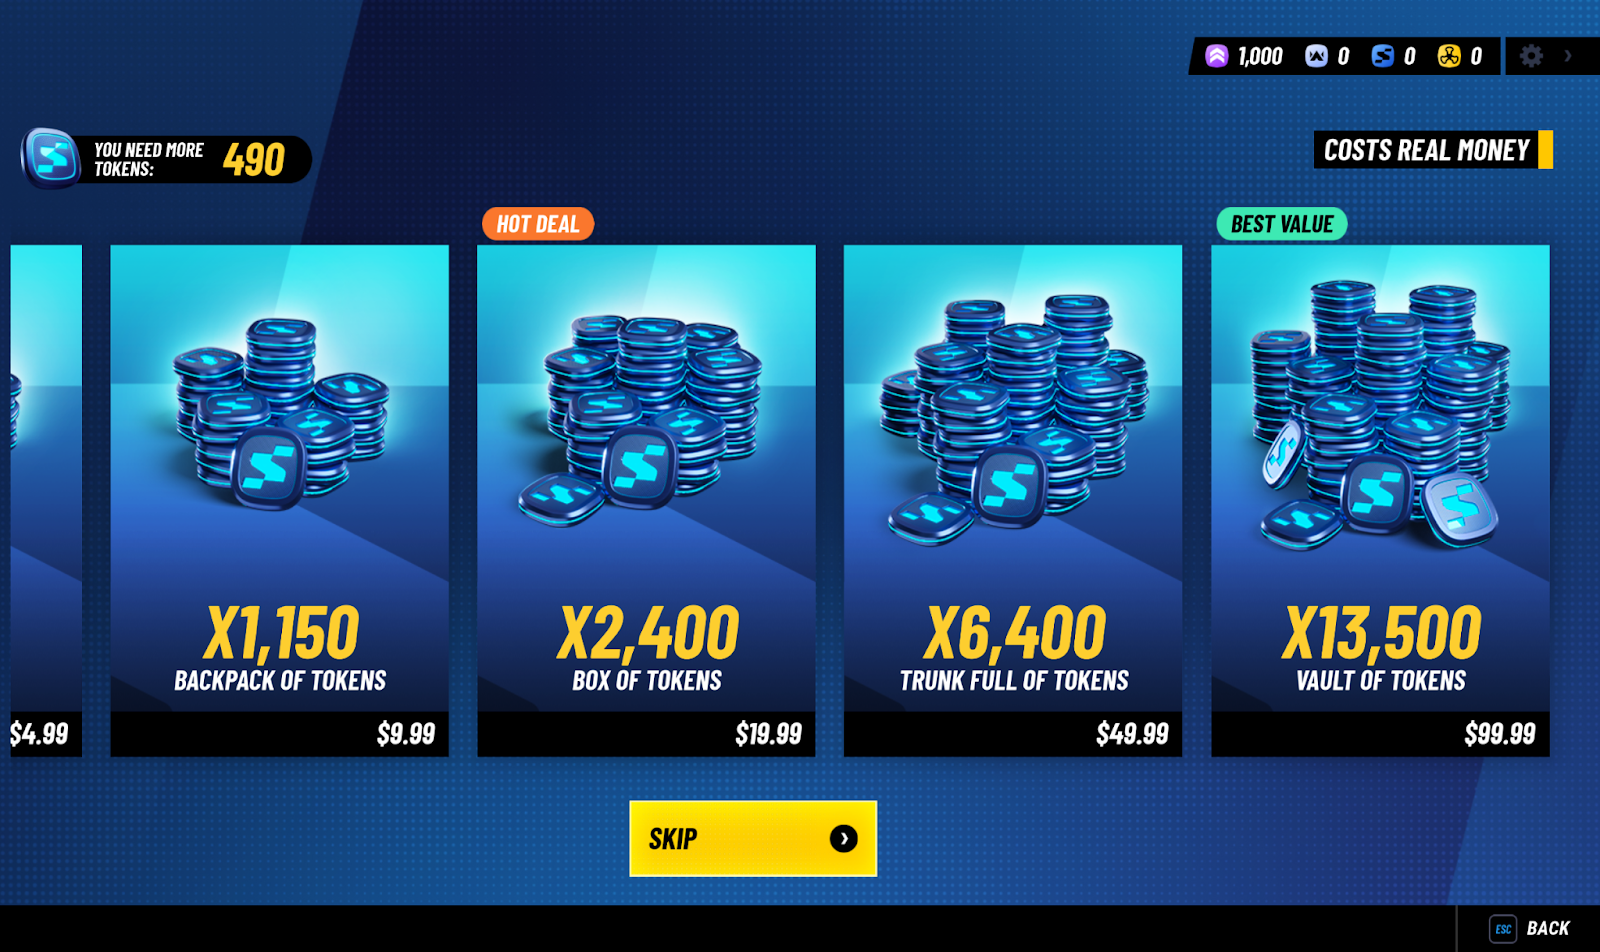 1,000 0 0 0
YOU NEED MORE
TOKENS:
490
COSTS REAL MONEY
HOT DEAL
BEST VALUE
$4.99
X1,150
BACKPACK OF TOKENS
$9.99
X2,400
BOX OF TOKENS
$19.99
X6,400
TRUNK FULL OF TOKENS
$49.99
X13,500
VAULT OF TOKENS
$99.99
SKIP
ESC BACK